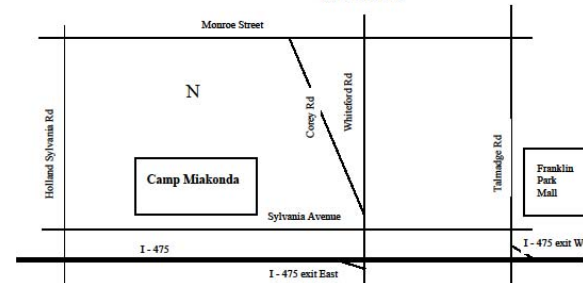 Monroe Street
N
Holland Sylvania Rd
Corey Rd
Whiteford Rd
Talmadge Rd
Camp Miakonda
Franklin
Park
Mall
Sylvania Avenue
I - 475
I - 475 exit W
I - 475 exit East